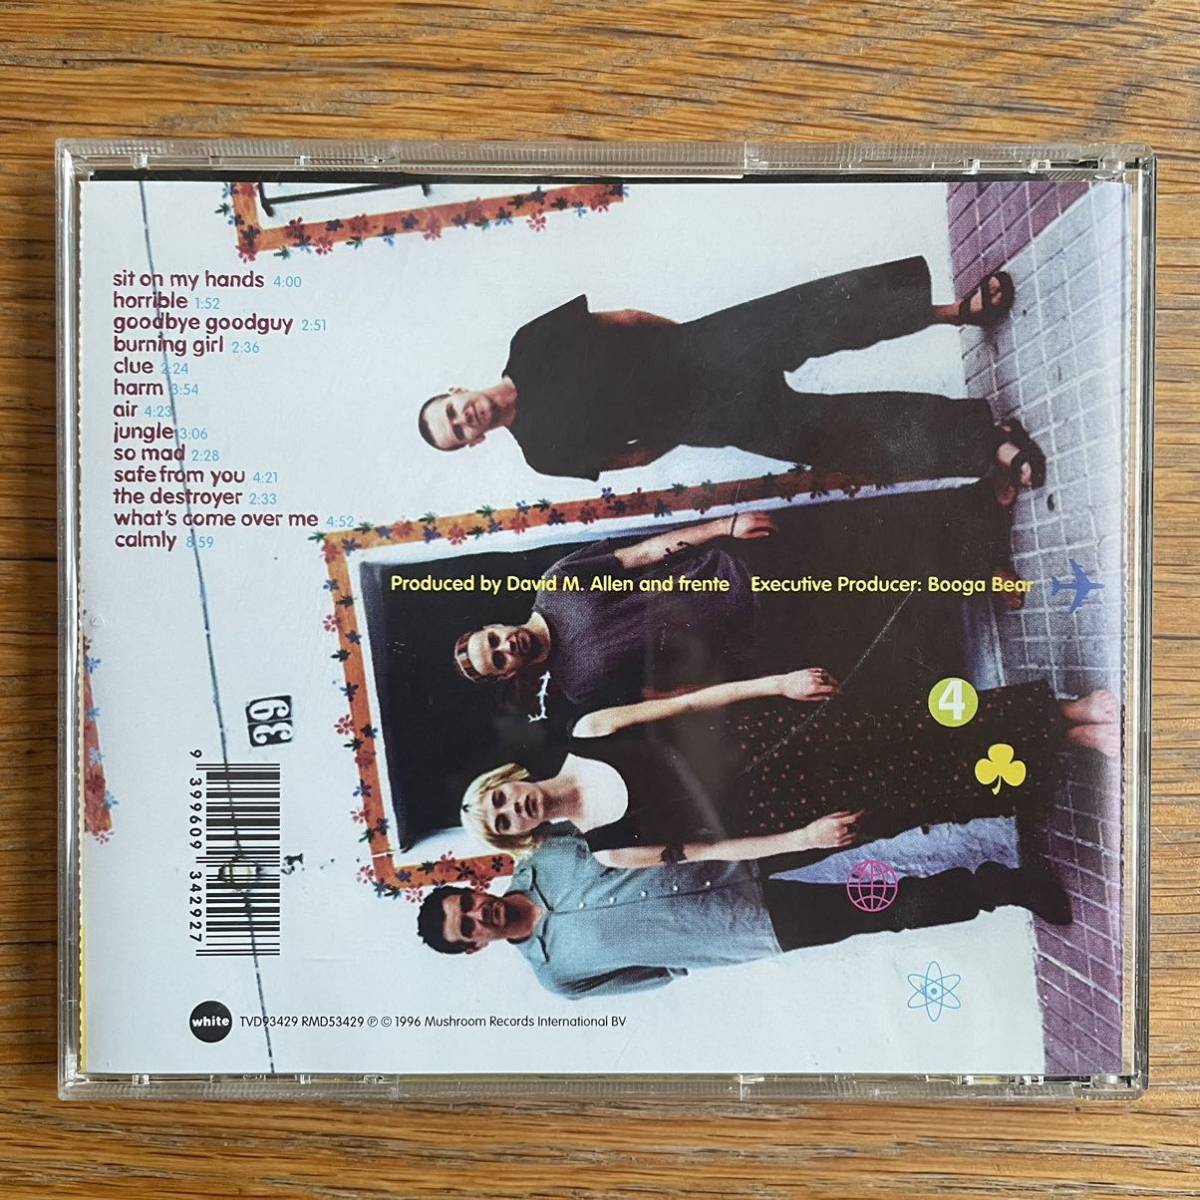 sit on my hands 4:00
horrible 1:52
goodbye goodguy 2:51
burning girl 2:36
clue 2:24
harm 3:54
air 4:23
jungle 3:06
so mad 2:28
safe from you 4:21
the destroyer 2:33
what's come over me 4:52
calmly 8:59
Produced by David M. Allen and frente Executive Producer: Booga Bear
4
39
9 399609 342927
white TVD93429 RMD53429 ℗ © 1996 Mushroom Records International BV